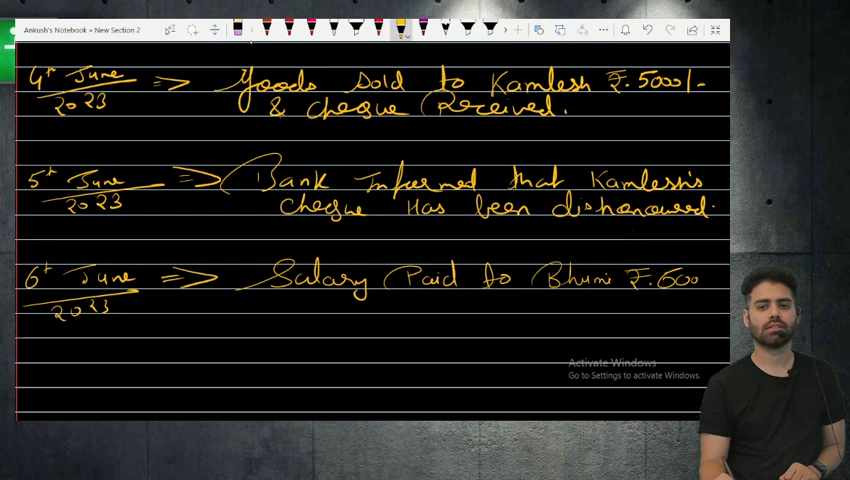 Ankush's Notebook » New Section 2
4th June
2023
=> Goods Sold to Kamlesh ₹.5000/-
& Cheque Received.
5th June
2023
=> Bank Informed that Kamlesh's
Cheque Has been dishonoured.
6th June
2023
=> Salary Paid to Bhumi ₹.600
Activate Windows
Go to Settings to activate Windows.